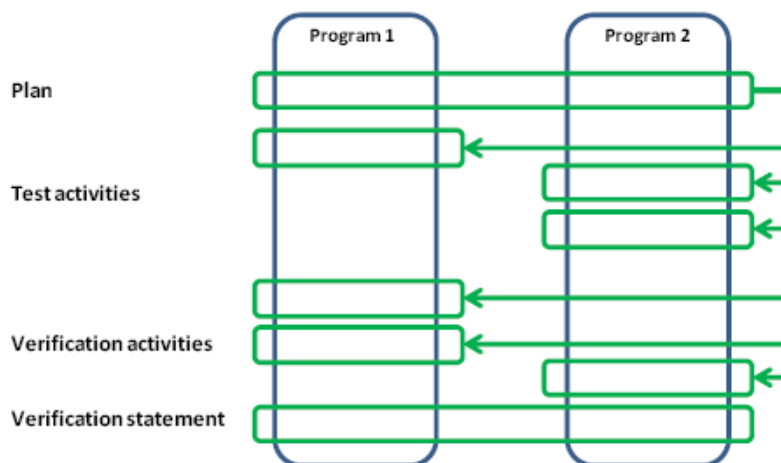 Program 1
Program 2
Plan
Test activities
Verification activities
Verification statement